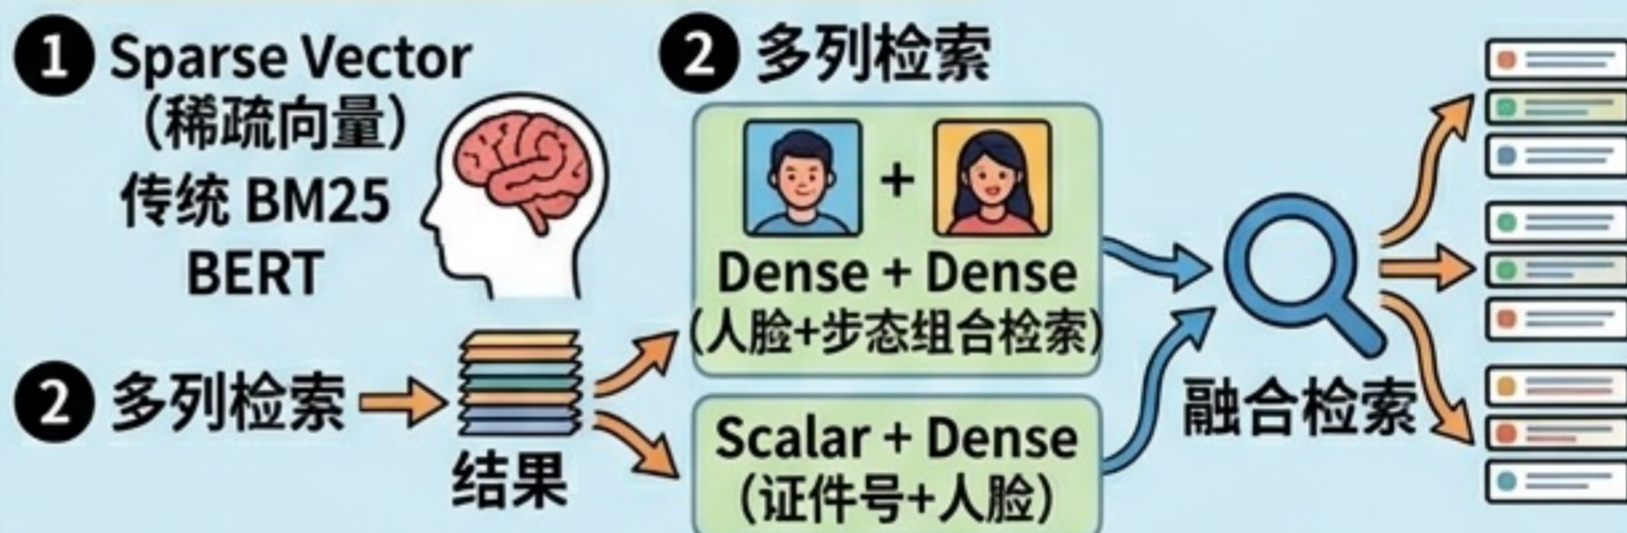 1 Sparse Vector
（稀疏向量）
传统 BM25
BERT
2 多列检索
结果
2 多列检索
+
Dense + Dense
（人脸+步态组合检索）
Scalar + Dense
（证件号+人脸）
融合检索